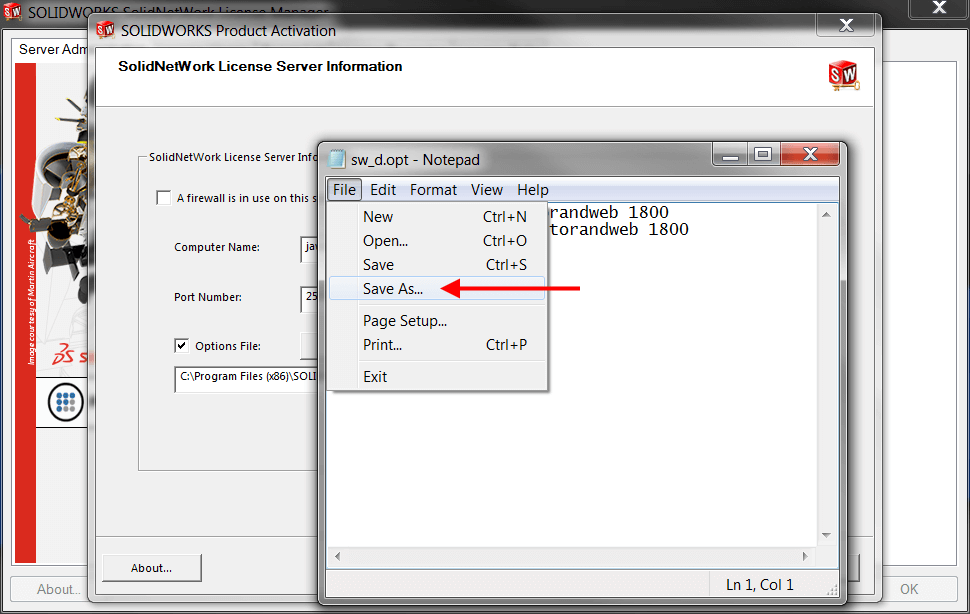 SOLIDWORKS SolidNetWork License Manager
SOLIDWORKS Product Activation
Server Adm
SolidNetWork License Server Information
SolidNetWork License Server Info
A firewall is in use on this s
Computer Name:
jav
Port Number:
25
Options File:
C:\Program Files (x86)\SOLI
Image courtesy of Martin Aircraft
sw_d.opt - Notepad
File Edit Format View Help
New Ctrl+N
Open... Ctrl+O
Save Ctrl+S
Save As...
Page Setup...
Print... Ctrl+P
Exit
randweb 1800
torandweb 1800
Ln 1, Col 1
About...
About...
OK